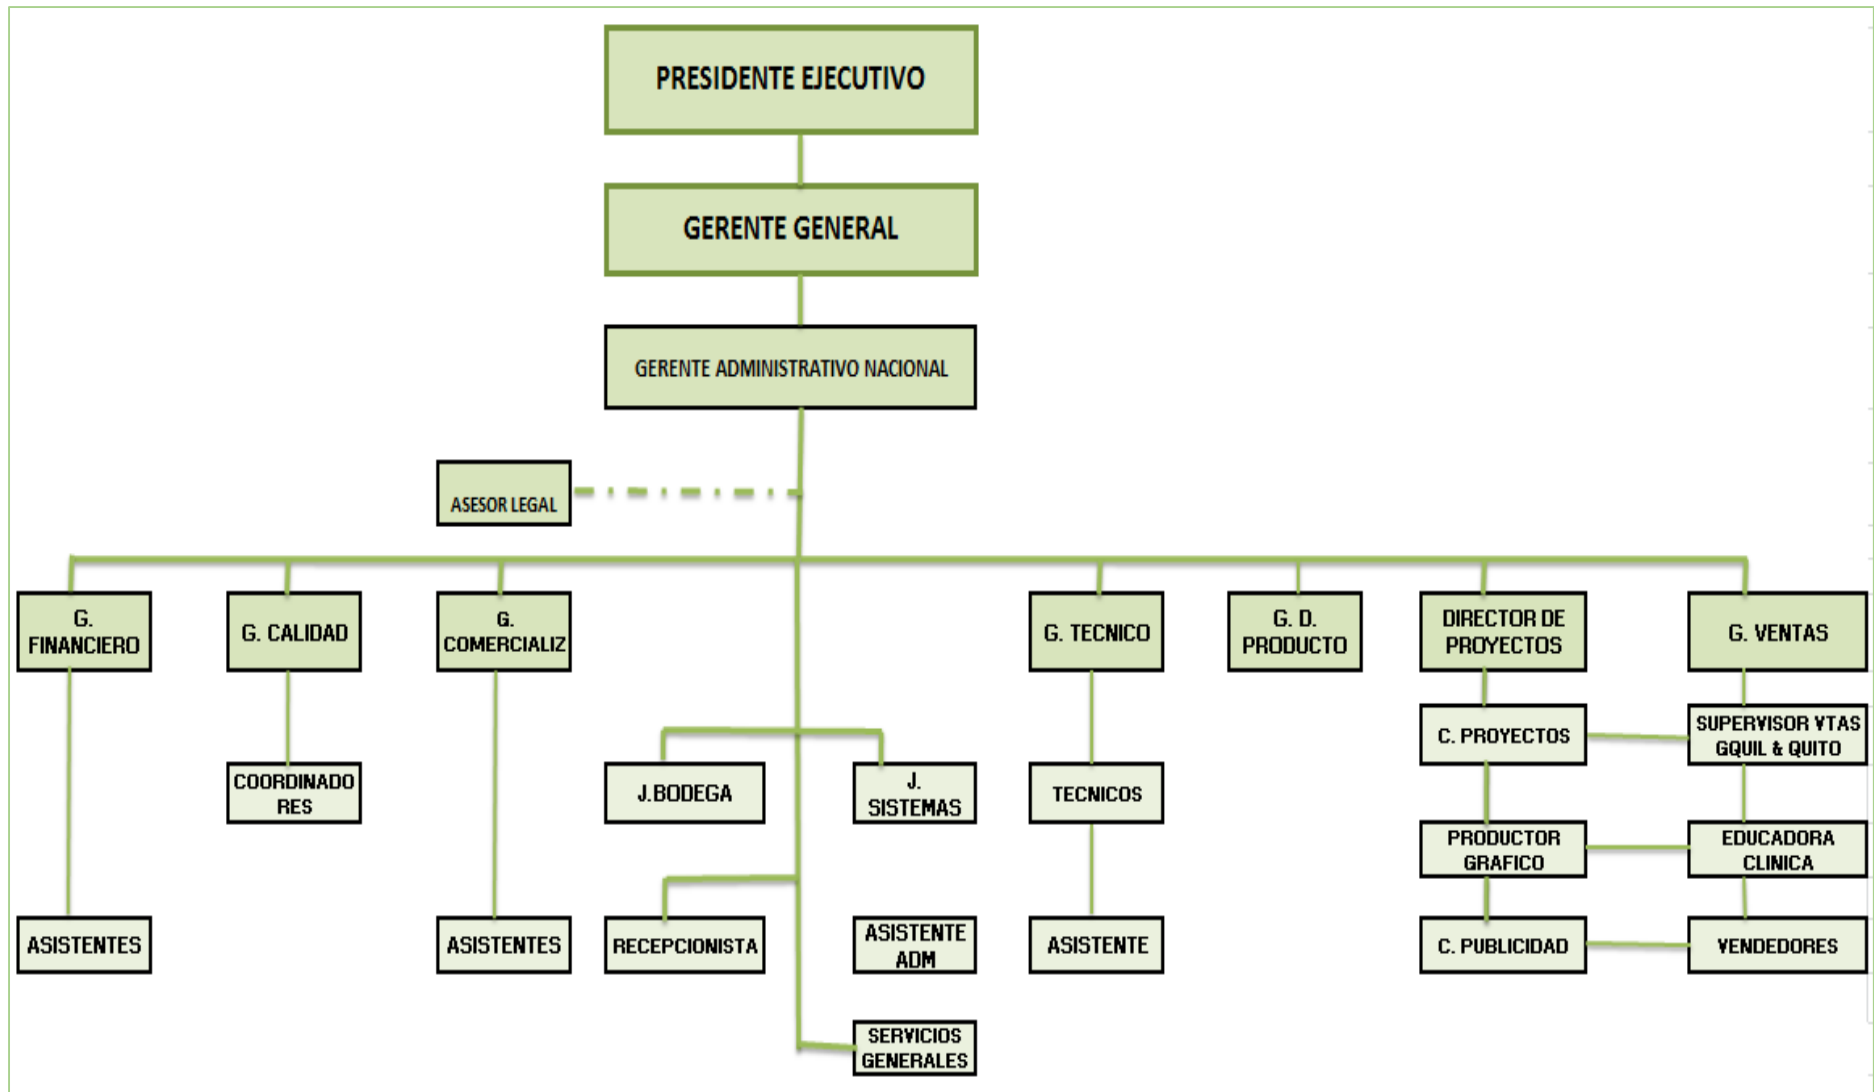 PRESIDENTE EJECUTIVO
GERENTE GENERAL
GERENTE ADMINISTRATIVO NACIONAL
ASESOR LEGAL
G.
FINANCIERO
G. CALIDAD
G.
COMERCIALIZ
G. TECNICO
G. D.
PRODUCTO
DIRECTOR DE
PROYECTOS
G. VENTAS
C. PROYECTOS
SUPERVISOR VTAS
GQUIL & QUITO
COORDINADO
RES
J.BODEGA
J.
SISTEMAS
TECNICOS
PRODUCTOR
GRAFICO
EDUCADORA
CLINICA
ASISTENTES
ASISTENTES
RECEPCIONISTA
ASISTENTE
ADM
ASISTENTE
C. PUBLICIDAD
VENDEDORES
SERVICIOS
GENERALES